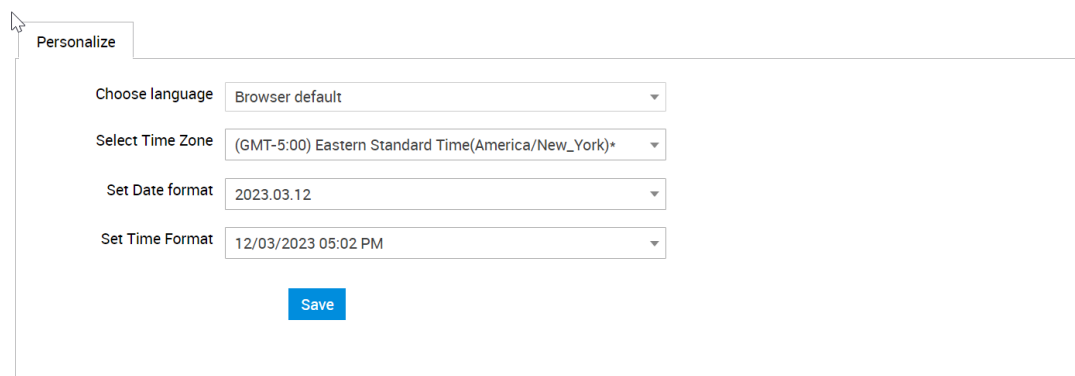 Personalize
Choose language Browser default
Select Time Zone (GMT-5:00) Eastern Standard Time(America/New_York)*
Set Date format 2023.03.12
Set Time Format 12/03/2023 05:02 PM
Save